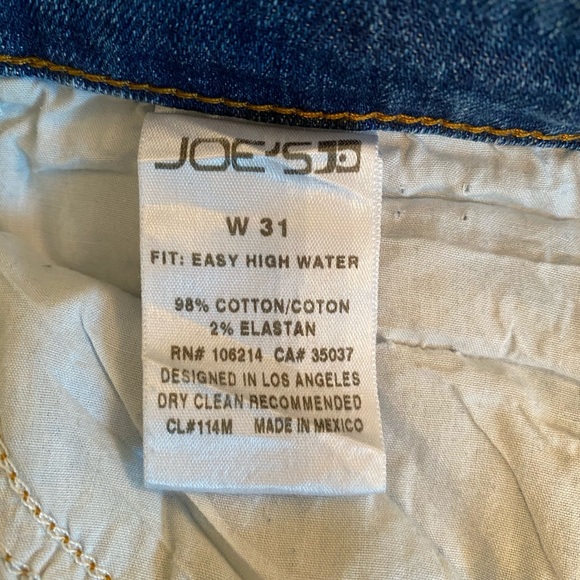 JOE'S
W 31
FIT: EASY HIGH WATER
98% COTTON/COTON
2% ELASTAN
RN# 106214 CA# 35037
DESIGNED IN LOS ANGELES
DRY CLEAN RECOMMENDED
CL#114M MADE IN MEXICO